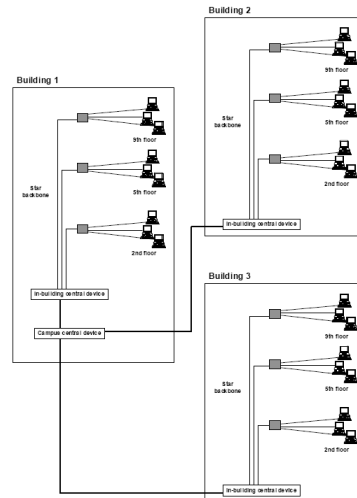 Building 1
9th floor
Star
backbone
5th floor
2nd floor
In-building central device
Campus central device
Building 2
9th floor
Star
backbone
5th floor
2nd floor
In-building central device
Building 3
9th floor
Star
backbone
5th floor
2nd floor
In-building central device